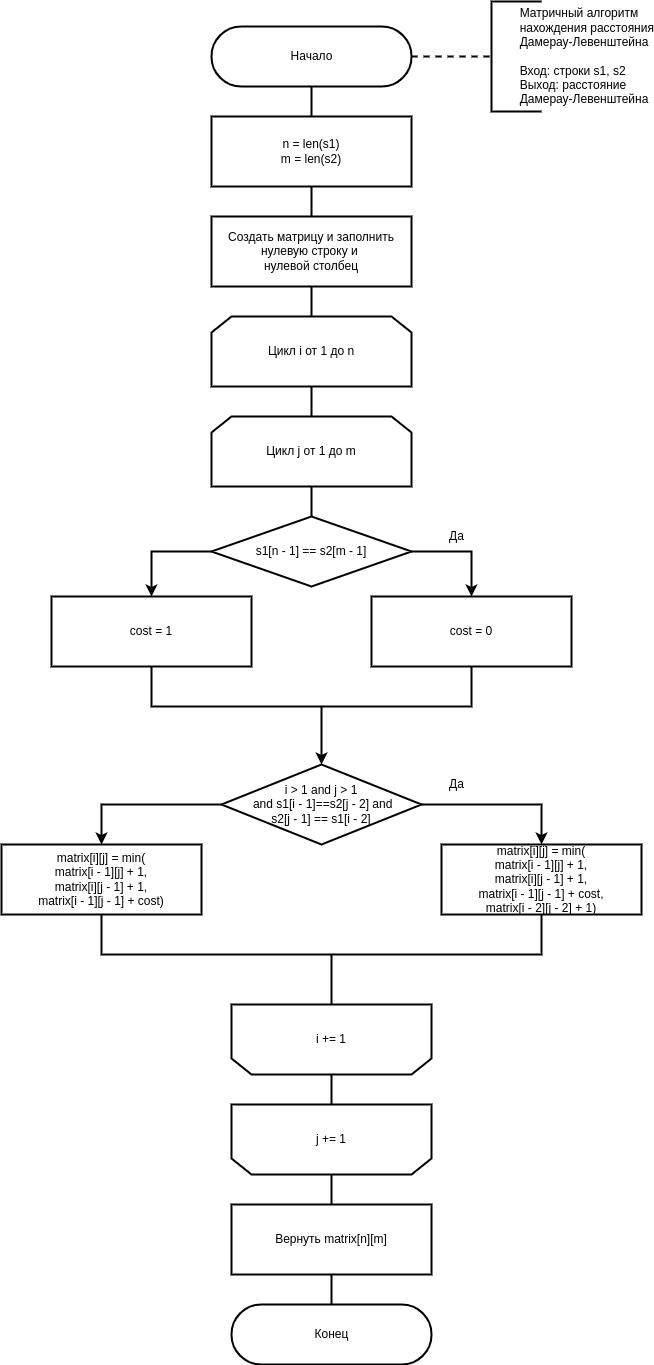 Матричный алгоритм
нахождения расстояния
Дамерау-Левенштейна
Вход: строки s1, s2
Выход: расстояние
Дамерау-Левенштейна
Начало
n = len(s1)
m = len(s2)
Создать матрицу и заполнить
нулевую строку и
нулевой столбец
Цикл i от 1 до n
Цикл j от 1 до m
s1[n - 1] == s2[m - 1]
Да
cost = 1
cost = 0
i > 1 and j > 1
and s1[i - 1]==s2[j - 2] and
s2[j - 1] == s1[i - 2]
Да
matrix[i][j] = min(
matrix[i - 1][j] + 1,
matrix[i][j - 1] + 1,
matrix[i - 1][j - 1] + cost)
matrix[i][j] = min(
matrix[i - 1][j] + 1,
matrix[i][j - 1] + 1,
matrix[i - 1][j - 1] + cost,
matrix[i - 2][j - 2] + 1)
i += 1
j += 1
Вернуть matrix[n][m]
Конец